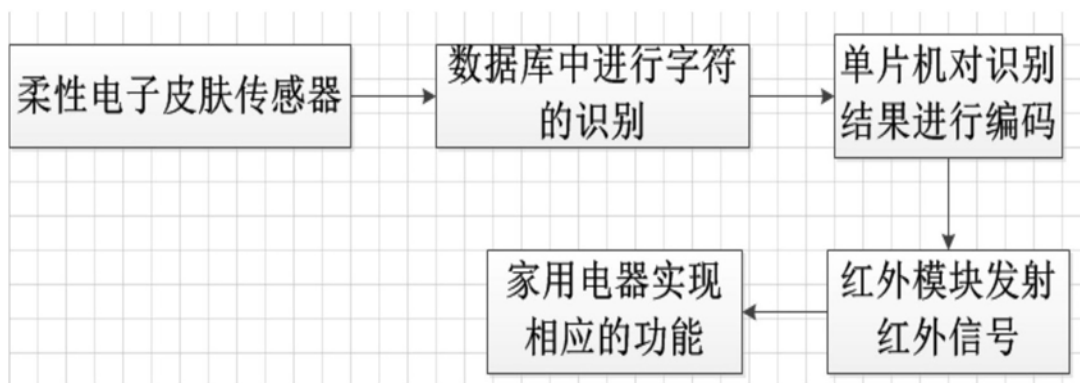 柔性电子皮肤传感器
数据库中进行字符
的识别
单片机对识别
结果进行编码
红外模块发射
红外信号
家用电器实现
相应的功能